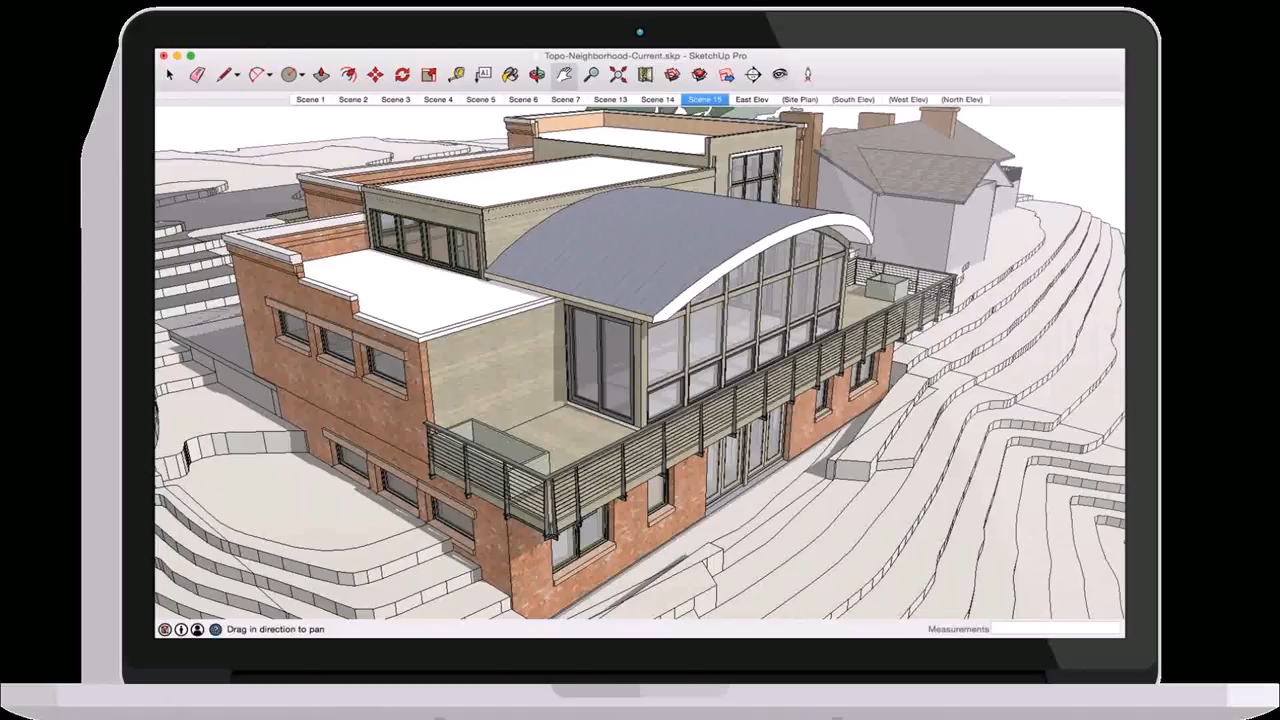 Topo-Neighborhood-Current.skp - SketchUp Pro
A1
Scene 1 Scene 2 Scene 3 Scene 4 Scene 5 Scene 6 Scene 7 Scene 13 Scene 14 Scene 15 East Elev (Site Plan) (South Elev) (West Elev) (North Elev)
Drag in direction to pan Measurements